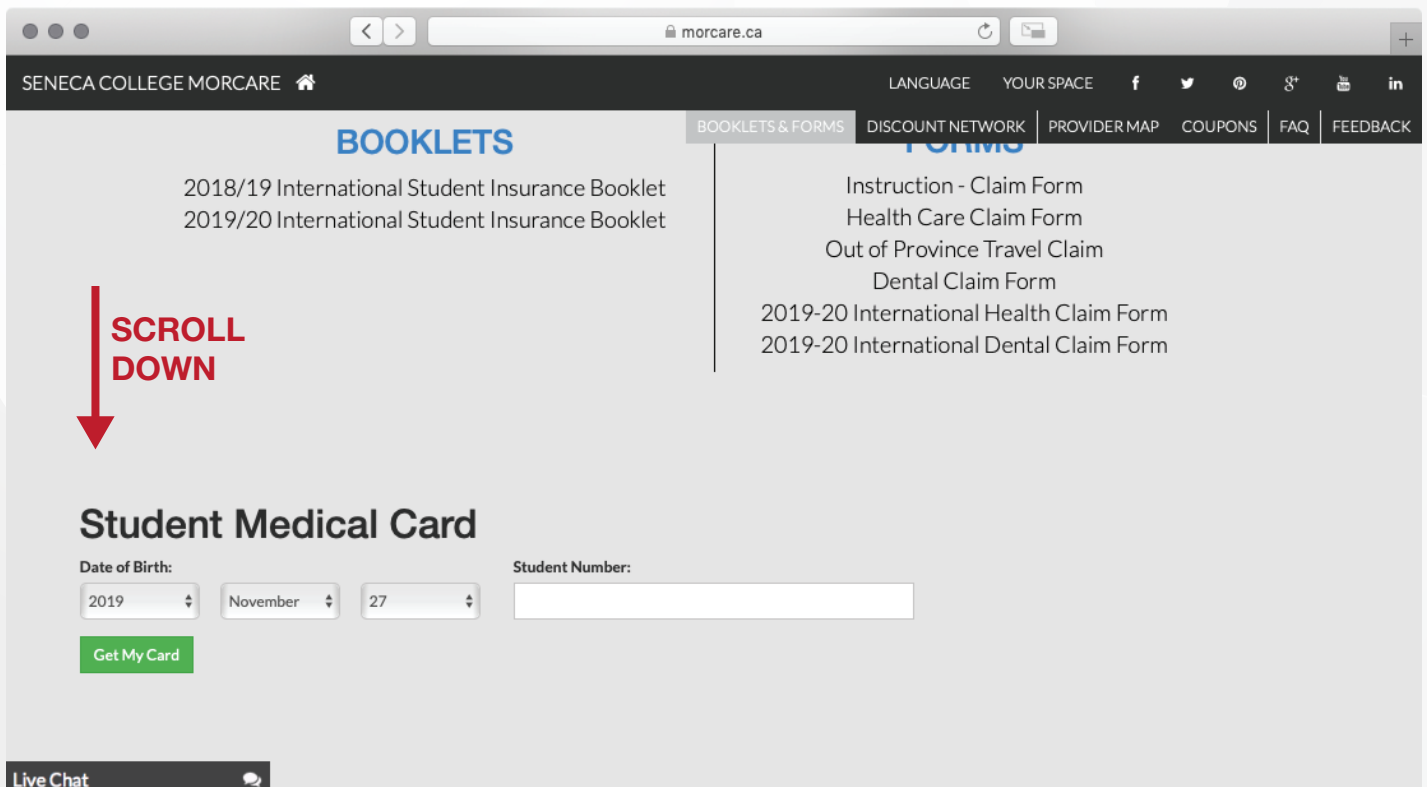 morcare.ca
SENECA COLLEGE MORCARE
LANGUAGE YOUR SPACE
BOOKLETS & FORMS DISCOUNT NETWORK PROVIDER MAP COUPONS FAQ FEEDBACK
BOOKLETS
2018/19 International Student Insurance Booklet
2019/20 International Student Insurance Booklet
FORMS
Instruction - Claim Form
Health Care Claim Form
Out of Province Travel Claim
Dental Claim Form
2019-20 International Health Claim Form
2019-20 International Dental Claim Form
SCROLL
DOWN
Student Medical Card
Date of Birth:
2019 November 27
Student Number:
Get My Card
Live Chat